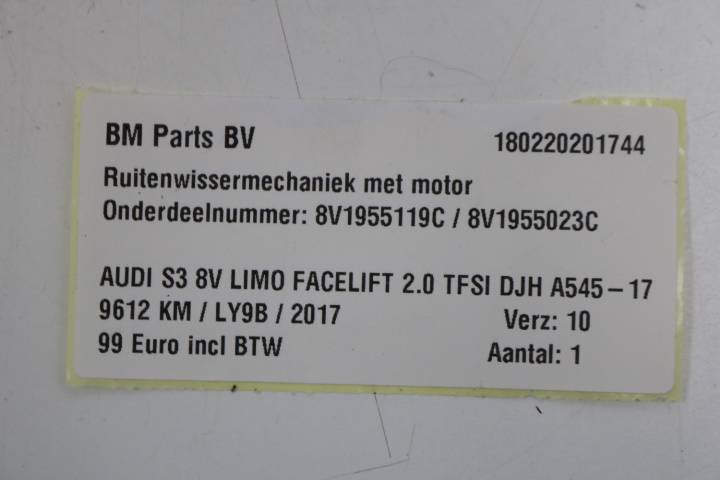 BM Parts BV 180220201744
Ruitenwissermechaniek met motor
Onderdeelnummer: 8V1955119C / 8V1955023C
AUDI S3 8V LIMO FACELIFT 2.0 TFSI DJH A545-17
9612 KM / LY9B / 2017 Verz: 10
99 Euro incl BTW Aantal: 1